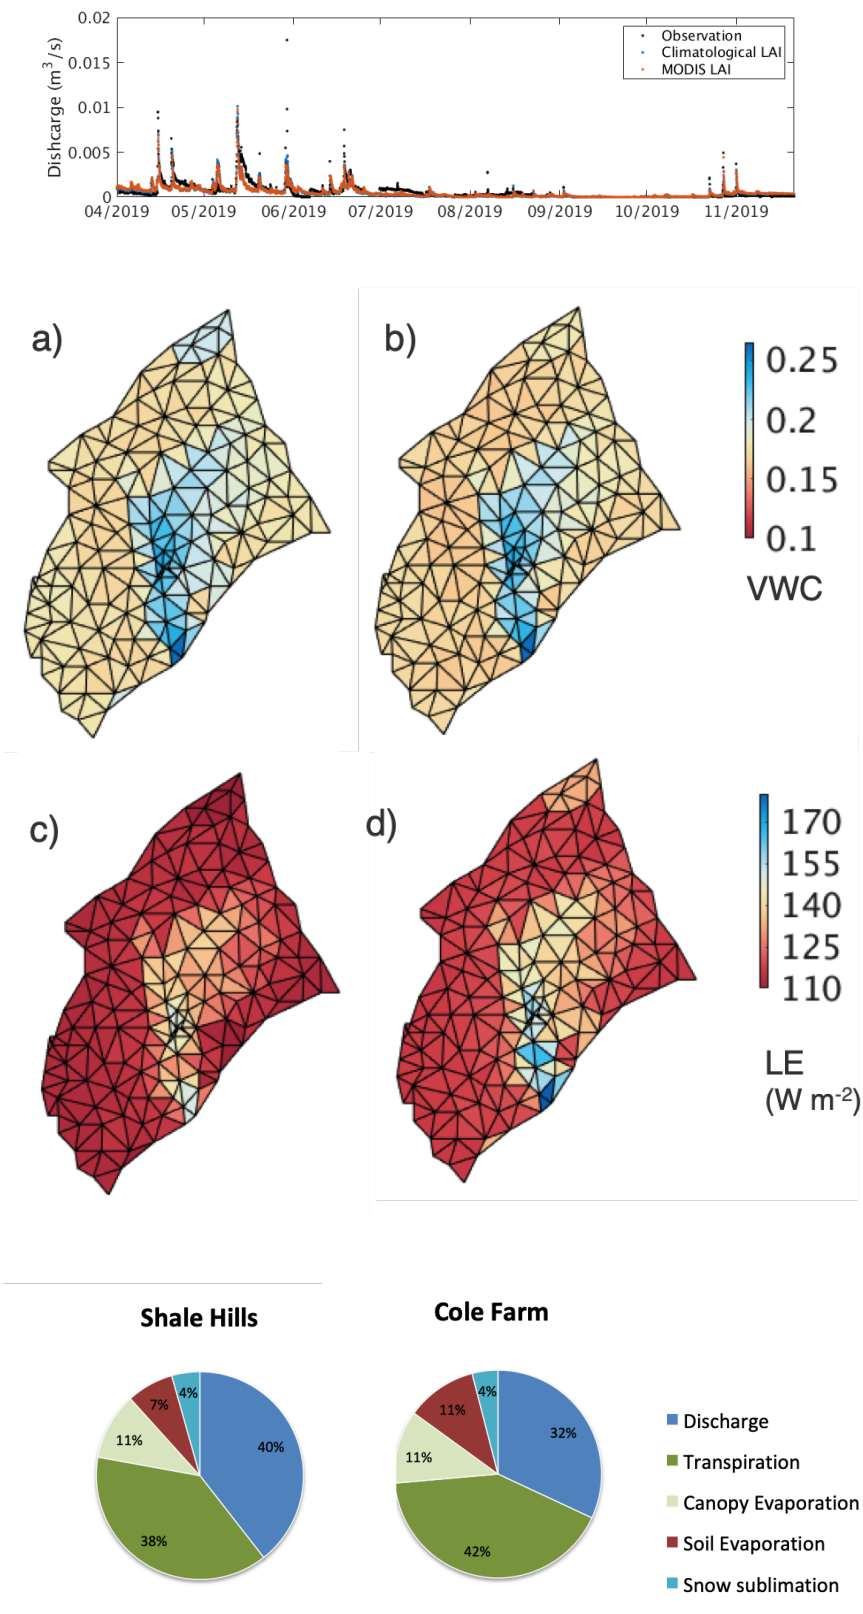 0.02
0.015
0.01
0.005
0
Dishcarge (m³/s)
Observation
Climatological LAI
MODIS LAI
04/2019 05/2019 06/2019 07/2019 08/2019 09/2019 10/2019 11/2019
a)
b)
0.25
0.2
0.15
0.1
VWC
c)
d)
170
155
140
125
110
LE
(W m⁻²)
Shale Hills
Cole Farm
4%
7%
11%
40%
38%
4%
11%
11%
32%
42%
Discharge
Transpiration
Canopy Evaporation
Soil Evaporation
Snow sublimation